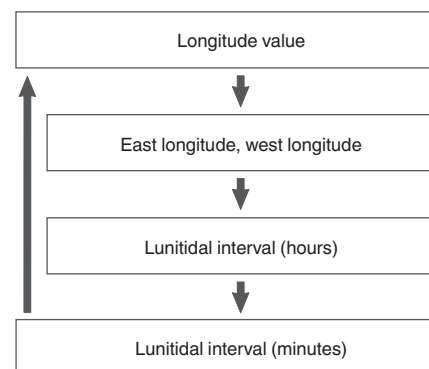 Longitude value
East longitude, west longitude
Lunitidal interval (hours)
Lunitidal interval (minutes)